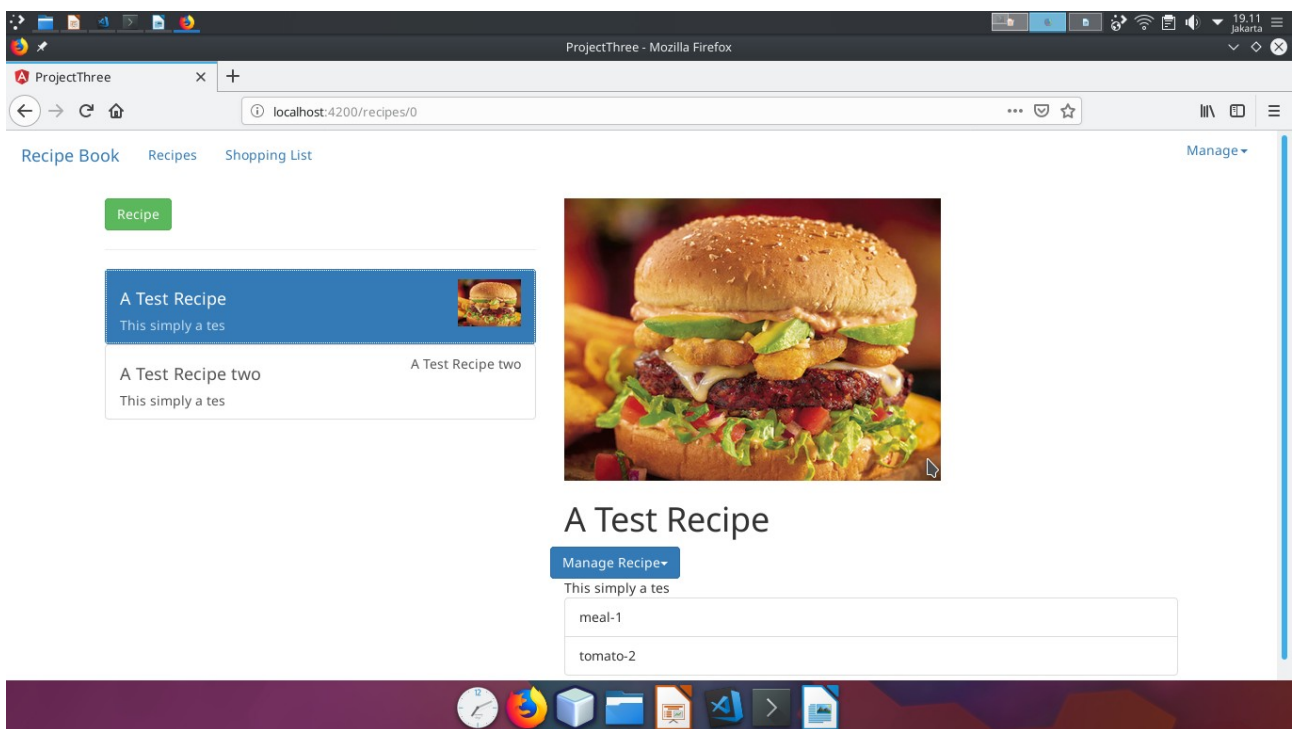 19.11
Jakarta
ProjectThree - Mozilla Firefox
ProjectThree
localhost:4200/recipes/0
Recipe Book Recipes Shopping List Manage
Recipe
A Test Recipe
This simply a tes
A Test Recipe two A Test Recipe two
This simply a tes
A Test Recipe
Manage Recipe
This simply a tes
meal-1
tomato-2
12